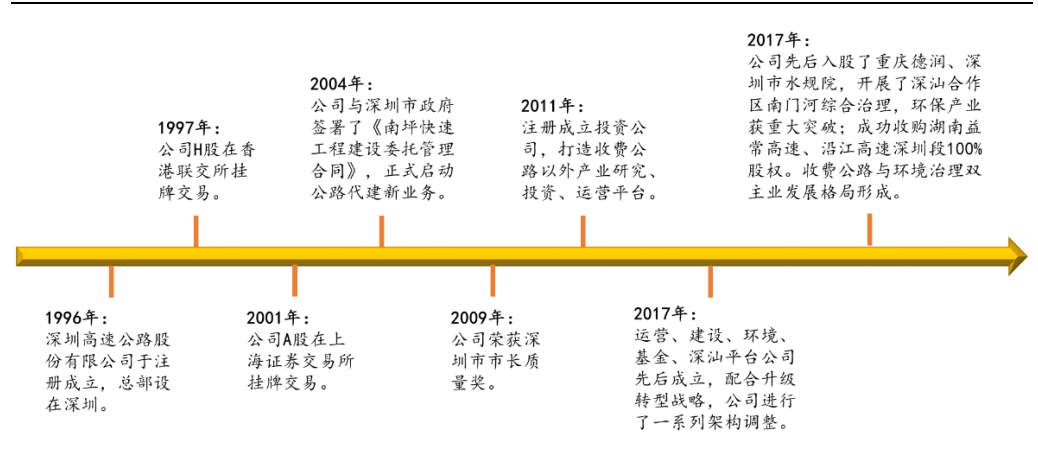 1997年：
公司H股在香
港联交所挂
牌交易。
2004年：
公司与深圳市政府
签署了《南坪快速
工程建设委托管理
合同》，正式启动
公路代建新业务。
2011年：
注册成立投资公
司，打造收费公
路以外产业研究、
投资、运营平台。
2017年：
公司先后入股了重庆德润、深
圳市水规院，开展了深汕合作
区南门河综合治理，环保产业
获重大突破；成功收购湖南益
常高速、沿江高速深圳段100%
股权。收费公路与环境治理双
主业发展格局形成。
1996年：
深圳高速公路股
份有限公司于注
册成立，总部设
在深圳。
2001年：
公司A股在上
海证券交易所
挂牌交易。
2009年：
公司荣获深
圳市市长质
量奖。
2017年：
运营、建设、环境、
基金、深汕平台公司
先后成立，配合升级
转型战略，公司进行
了一系列架构调整。